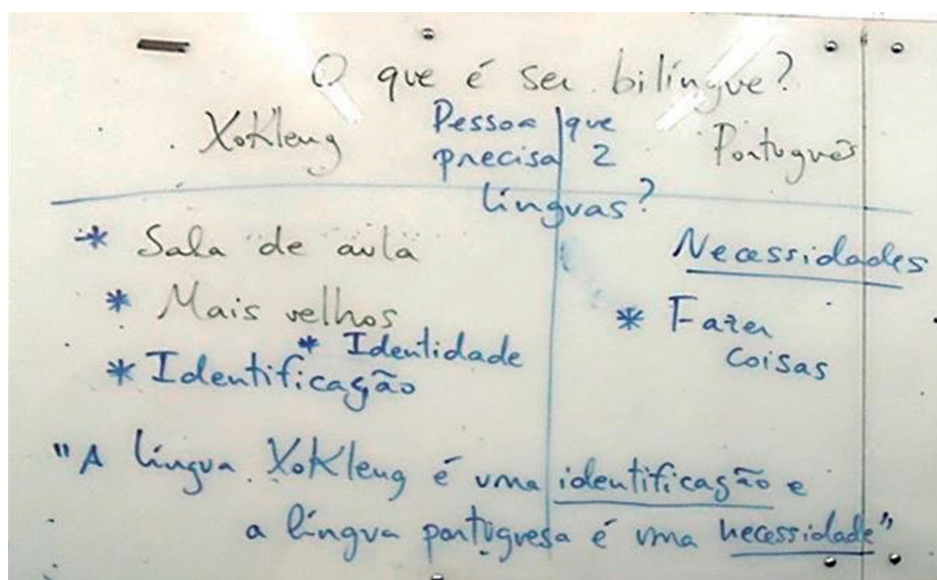 O que é ser bilíngue?
Xokleng
Pessoa que
precisa 2
línguas?
Português
* Sala de aula
* Mais velhos
* Identidade
* Identificação
Necessidades
* Fazer
coisas
"A língua Xokleng é uma identificação e
a língua portuguesa é uma necessidade"